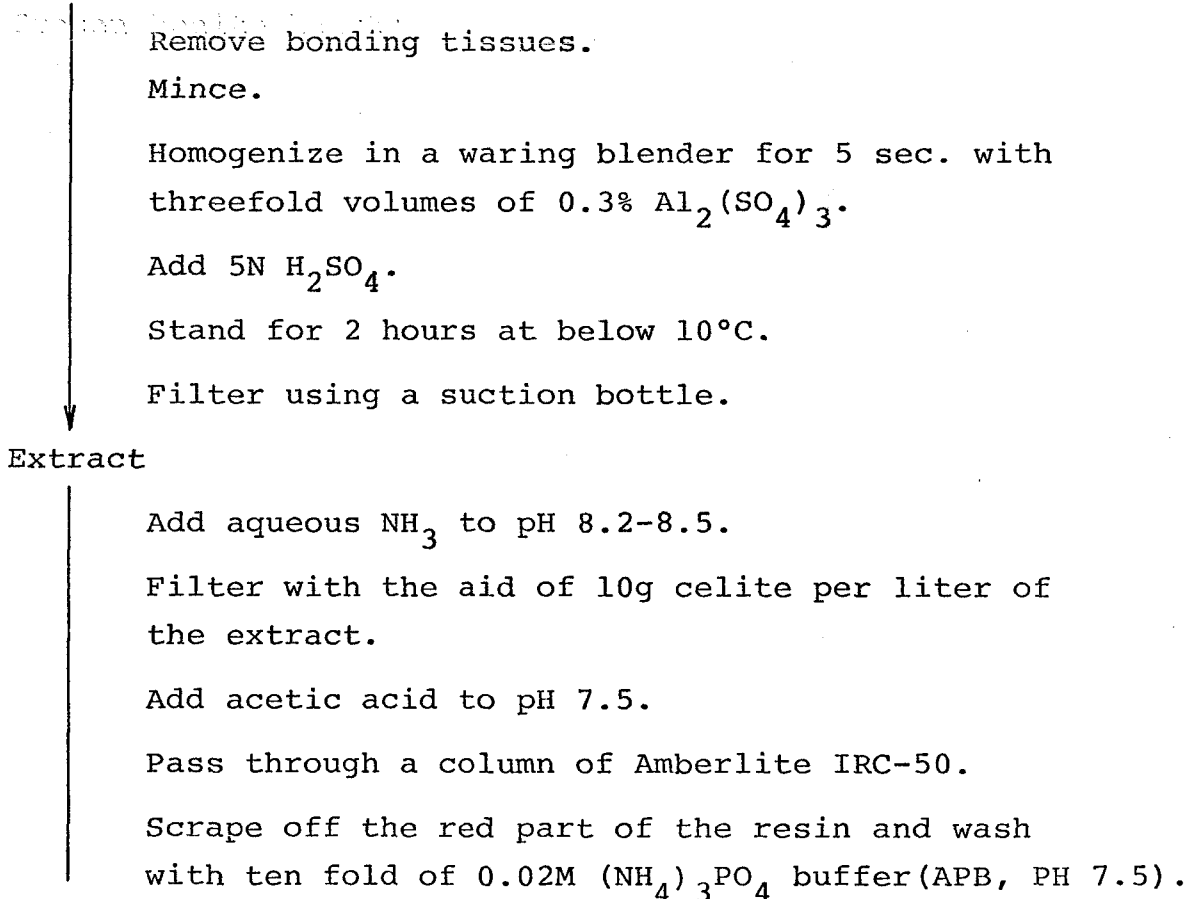 Remove bonding tissues.
Mince.
Homogenize in a waring blender for 5 sec. with
threefold volumes of 0.3% Al2(SO4)3.
Add 5N H2SO4.
Stand for 2 hours at below 10°C.
Filter using a suction bottle.
Extract
Add aqueous NH3 to pH 8.2-8.5.
Filter with the aid of 10g celite per liter of
the extract.
Add acetic acid to pH 7.5.
Pass through a column of Amberlite IRC-50.
Scrape off the red part of the resin and wash
with ten fold of 0.02M (NH4)3PO4 buffer(APB, PH 7.5).